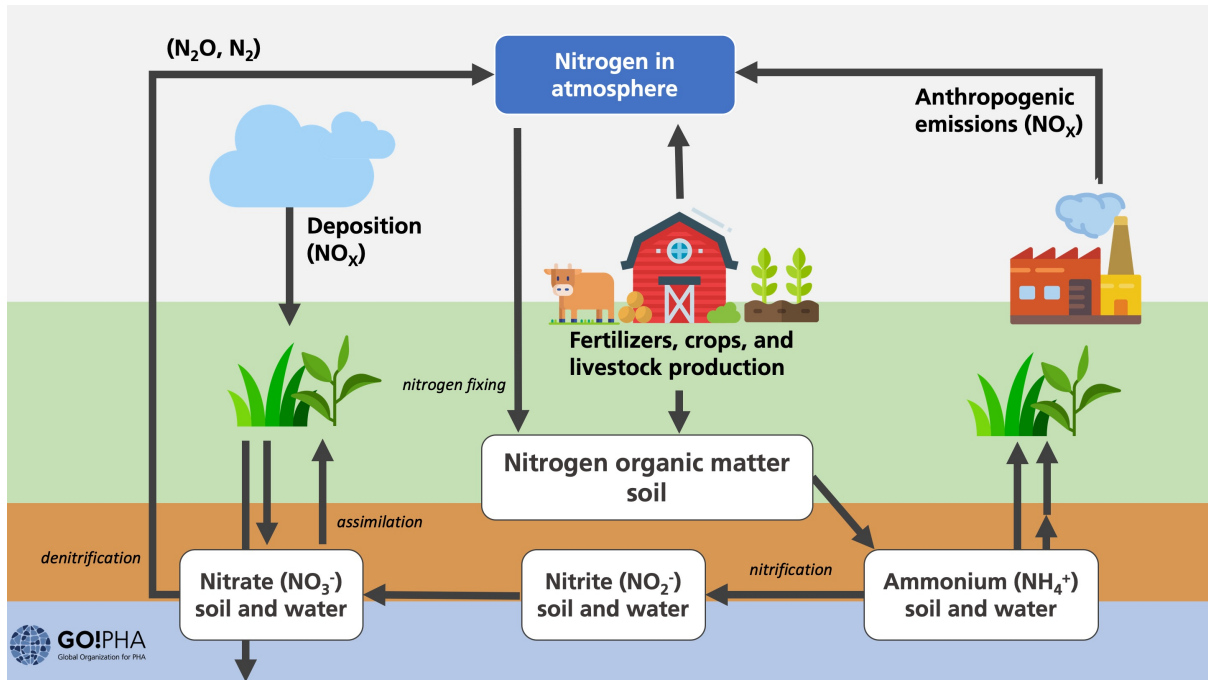 (N₂O, N₂)
Nitrogen in
atmosphere
Anthropogenic
emissions (NOₓ)
Deposition
(NOₓ)
Fertilizers, crops, and
livestock production
nitrogen fixing
Nitrogen organic matter
soil
assimilation
denitrification
nitrification
Nitrate (NO₃⁻)
soil and water
Nitrite (NO₂⁻)
soil and water
Ammonium (NH₄⁺)
soil and water
GO!PHA
Global Organization for PHA